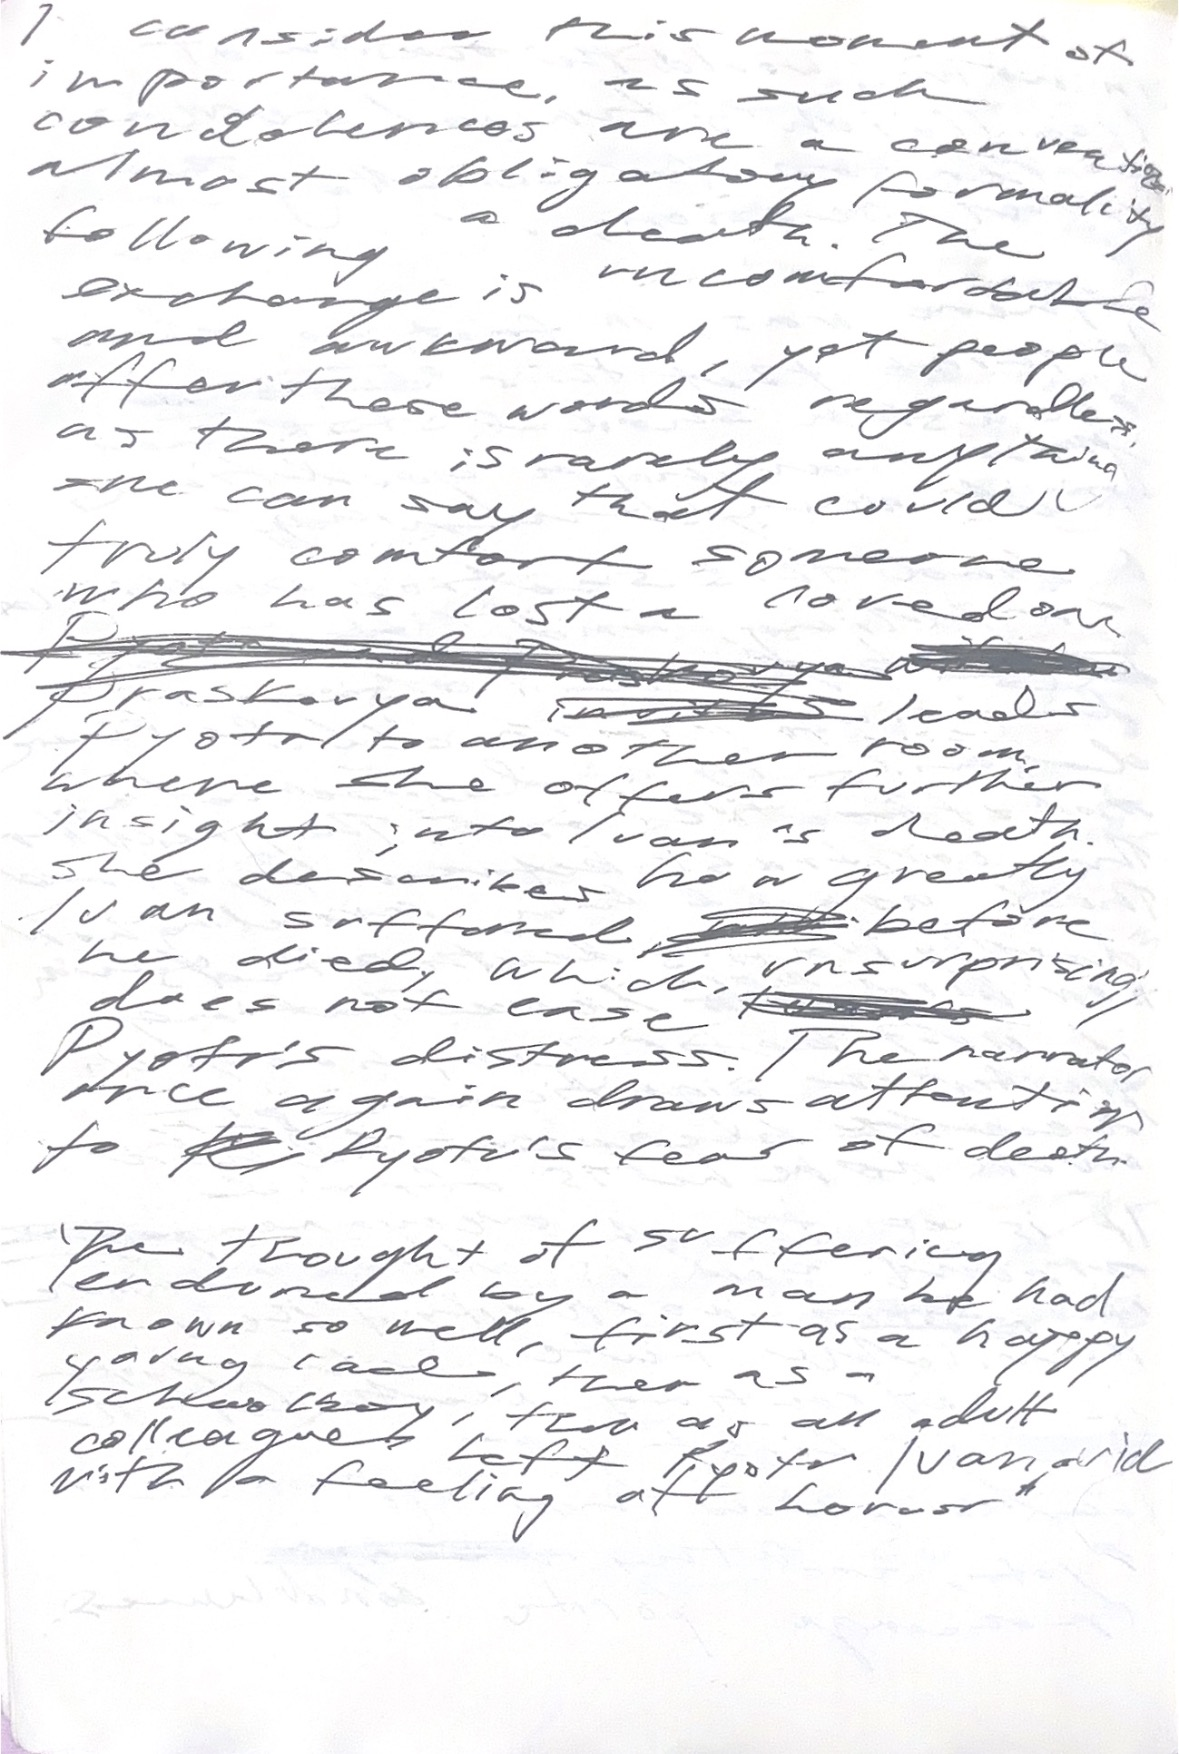 I consider this moment of
importance, as such
condolences are a convention,
almost obligatory formality
following a death. The
exchange is uncomfortable
and awkward, yet people
offer these words regardless,
as there is rarely anything
one can say that could
truly comfort someone
who has lost a loved one
Pyotr and Praskovya
Praskovya invites leads
Pyotr to another room,
where she offers further
insight into Ivan's death.
She describes how greatly
Ivan suffered, before
he died, which, unsurprisingly
does not ease
Pyotr's distress. The narrator
once again draws attention
to Pyotr's fear of death.
"The thought of suffering
endured by a man he had
known so well, first as a happy
young lad, then as a
schoolboy, then as an adult
colleague, left Pyotr Ivanovich
with a feeling of horror"